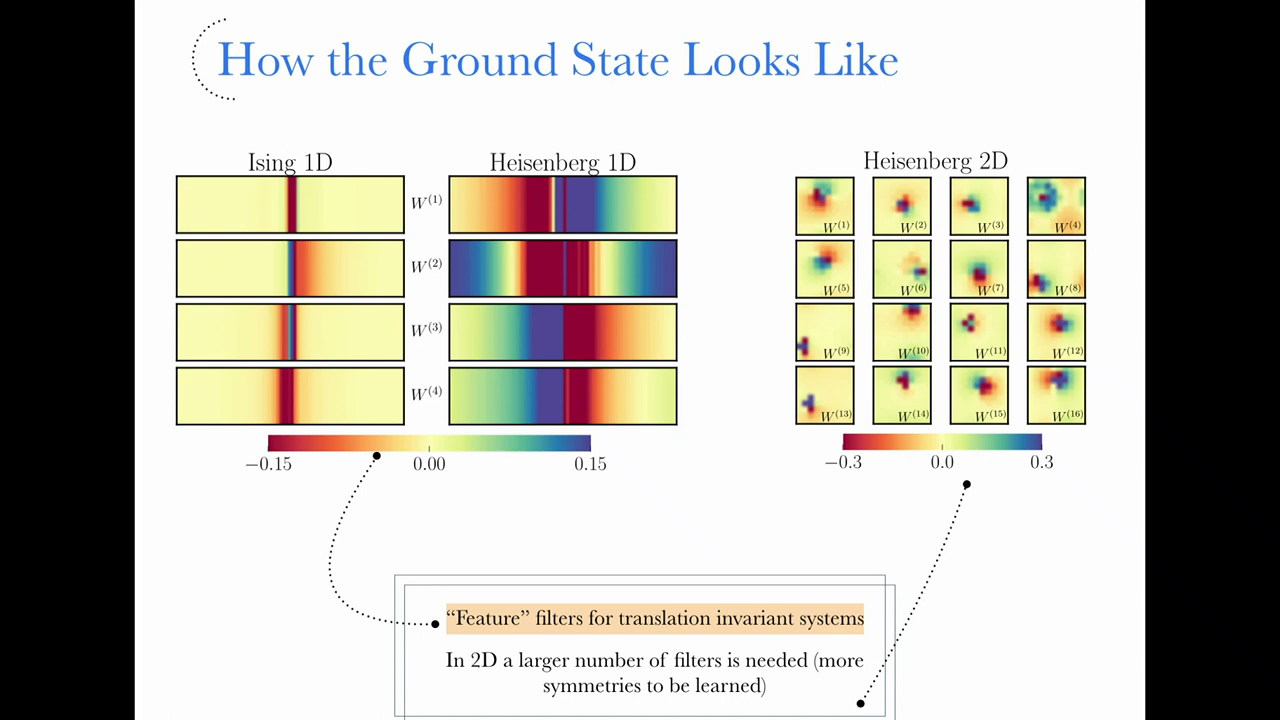 How the Ground State Looks Like
Ising 1D
Heisenberg 1D
Heisenberg 2D
W(1)
W(2)
W(3)
W(4)
−0.15
0.00
0.15
W(1)
W(2)
W(3)
W(4)
W(5)
W(6)
W(7)
W(8)
W(9)
W(10)
W(11)
W(12)
W(13)
W(14)
W(15)
W(16)
−0.3
0.0
0.3
“Feature” filters for translation invariant systems
In 2D a larger number of filters is needed (more
symmetries to be learned)